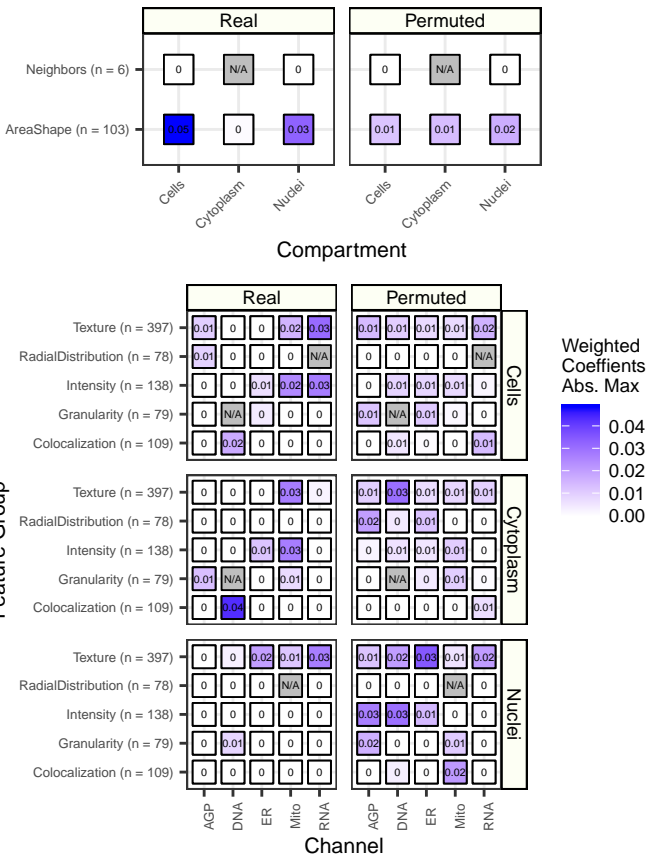 Real Permuted
Neighbors (n = 6) 0 N/A 0 0 N/A 0
AreaShape (n = 103) 0.05 0 0.03 0.01 0.01 0.02
Cells Cytoplasm Nuclei Cells Cytoplasm Nuclei
Compartment
Real Permuted
Texture (n = 397) 0.01 0 0 0.02 0.03 0.01 0.01 0.01 0.01 0.02
RadialDistribution (n = 78) 0.01 0 0 0 N/A 0 0 0 0 N/A
Intensity (n = 138) 0 0 0.01 0.02 0.03 0 0.01 0.01 0.01 0
Granularity (n = 79) 0 N/A 0 0 0 0.01 N/A 0.01 0 0
Colocalization (n = 109) 0 0.02 0 0 0 0 0.01 0 0 0.01
Cells
Texture (n = 397) 0 0 0 0.03 0 0.01 0.03 0.01 0.01 0.01
RadialDistribution (n = 78) 0 0 0 0 0 0.02 0 0.01 0 0
Intensity (n = 138) 0 0 0.01 0.03 0 0 0.01 0.01 0.01 0
Granularity (n = 79) 0.01 N/A 0 0.01 0 0 N/A 0 0.01 0
Colocalization (n = 109) 0 0.04 0 0 0 0 0 0 0 0.01
Cytoplasm
Texture (n = 397) 0 0 0.02 0.01 0.03 0.01 0.02 0.03 0.01 0.02
RadialDistribution (n = 78) 0 0 0 N/A 0 0 0 0 N/A 0
Intensity (n = 138) 0 0 0 0 0 0.03 0.03 0.01 0 0
Granularity (n = 79) 0 0.01 0 0 0 0.02 0 0 0.01 0
Colocalization (n = 109) 0 0 0 0 0 0 0 0 0.02 0
Nuclei
AGP DNA ER Mito RNA AGP DNA ER Mito RNA
Channel
Feature Group
Weighted
Coeffients
Abs. Max
0.04
0.03
0.02
0.01
0.00